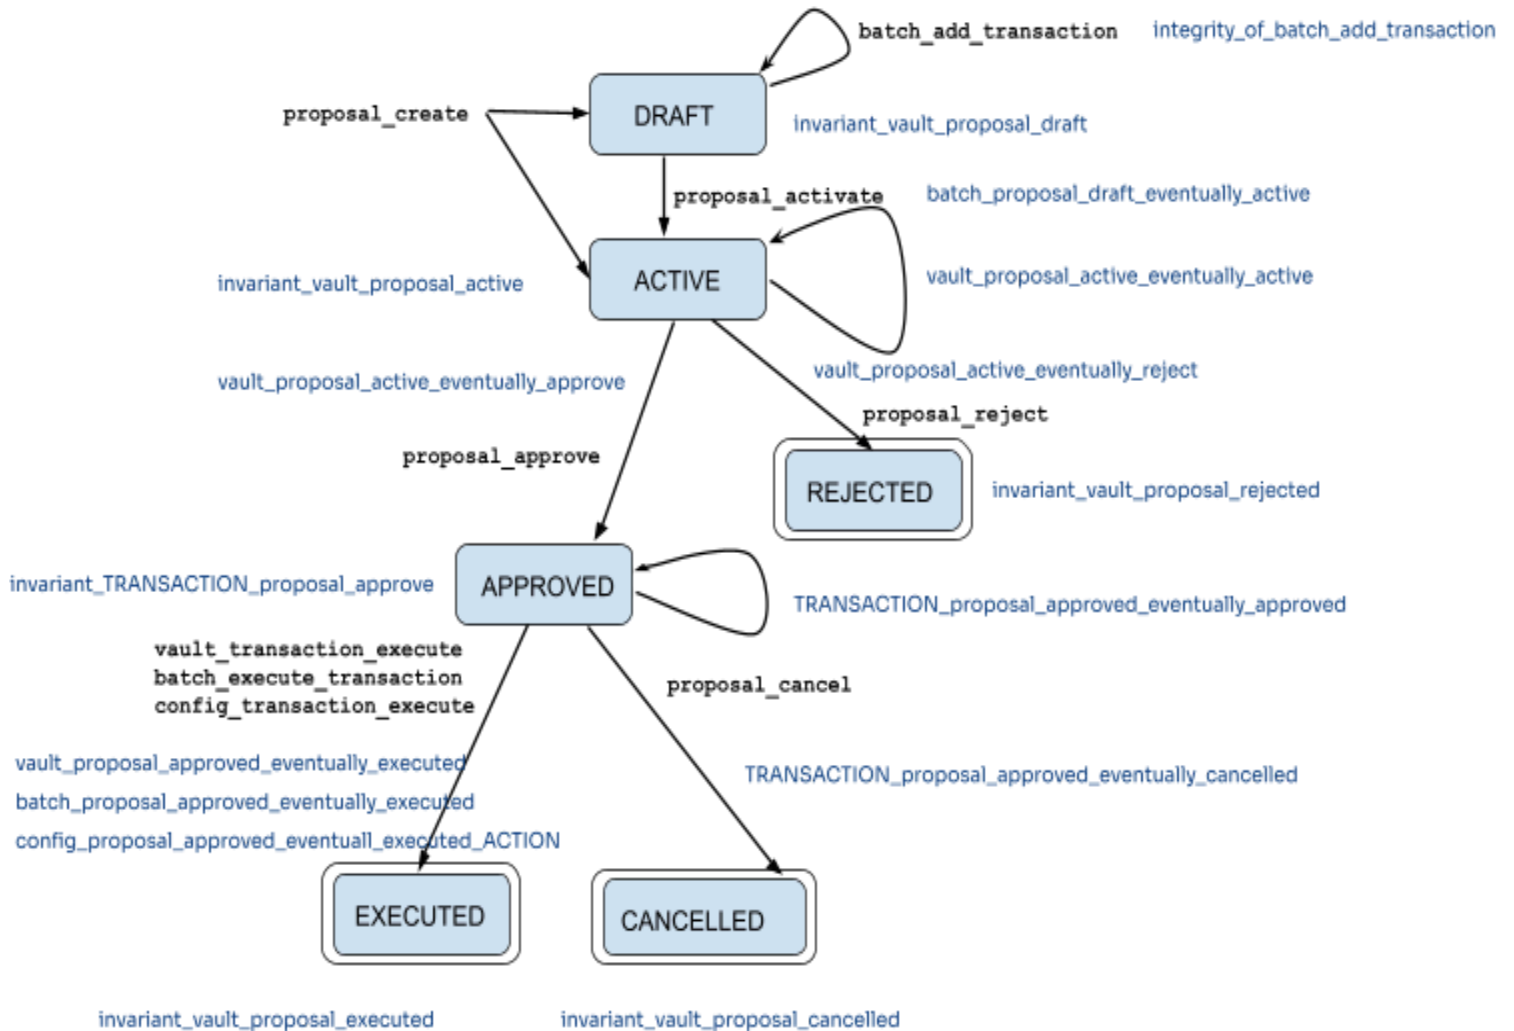 batch_add_transaction integrity_of_batch_add_transaction
proposal_create
DRAFT
invariant_vault_proposal_draft
proposal_activate
batch_proposal_draft_eventually_active
invariant_vault_proposal_active
ACTIVE
vault_proposal_active_eventually_active
vault_proposal_active_eventually_approve
vault_proposal_active_eventually_reject
proposal_reject
proposal_approve
REJECTED
invariant_vault_proposal_rejected
invariant_TRANSACTION_proposal_approve
APPROVED
TRANSACTION_proposal_approved_eventually_approved
vault_transaction_execute
batch_execute_transaction
config_transaction_execute
proposal_cancel
vault_proposal_approved_eventually_executed
batch_proposal_approved_eventually_executed
config_proposal_approved_eventuall_executed_ACTION
TRANSACTION_proposal_approved_eventually_cancelled
EXECUTED
CANCELLED
invariant_vault_proposal_executed
invariant_vault_proposal_cancelled